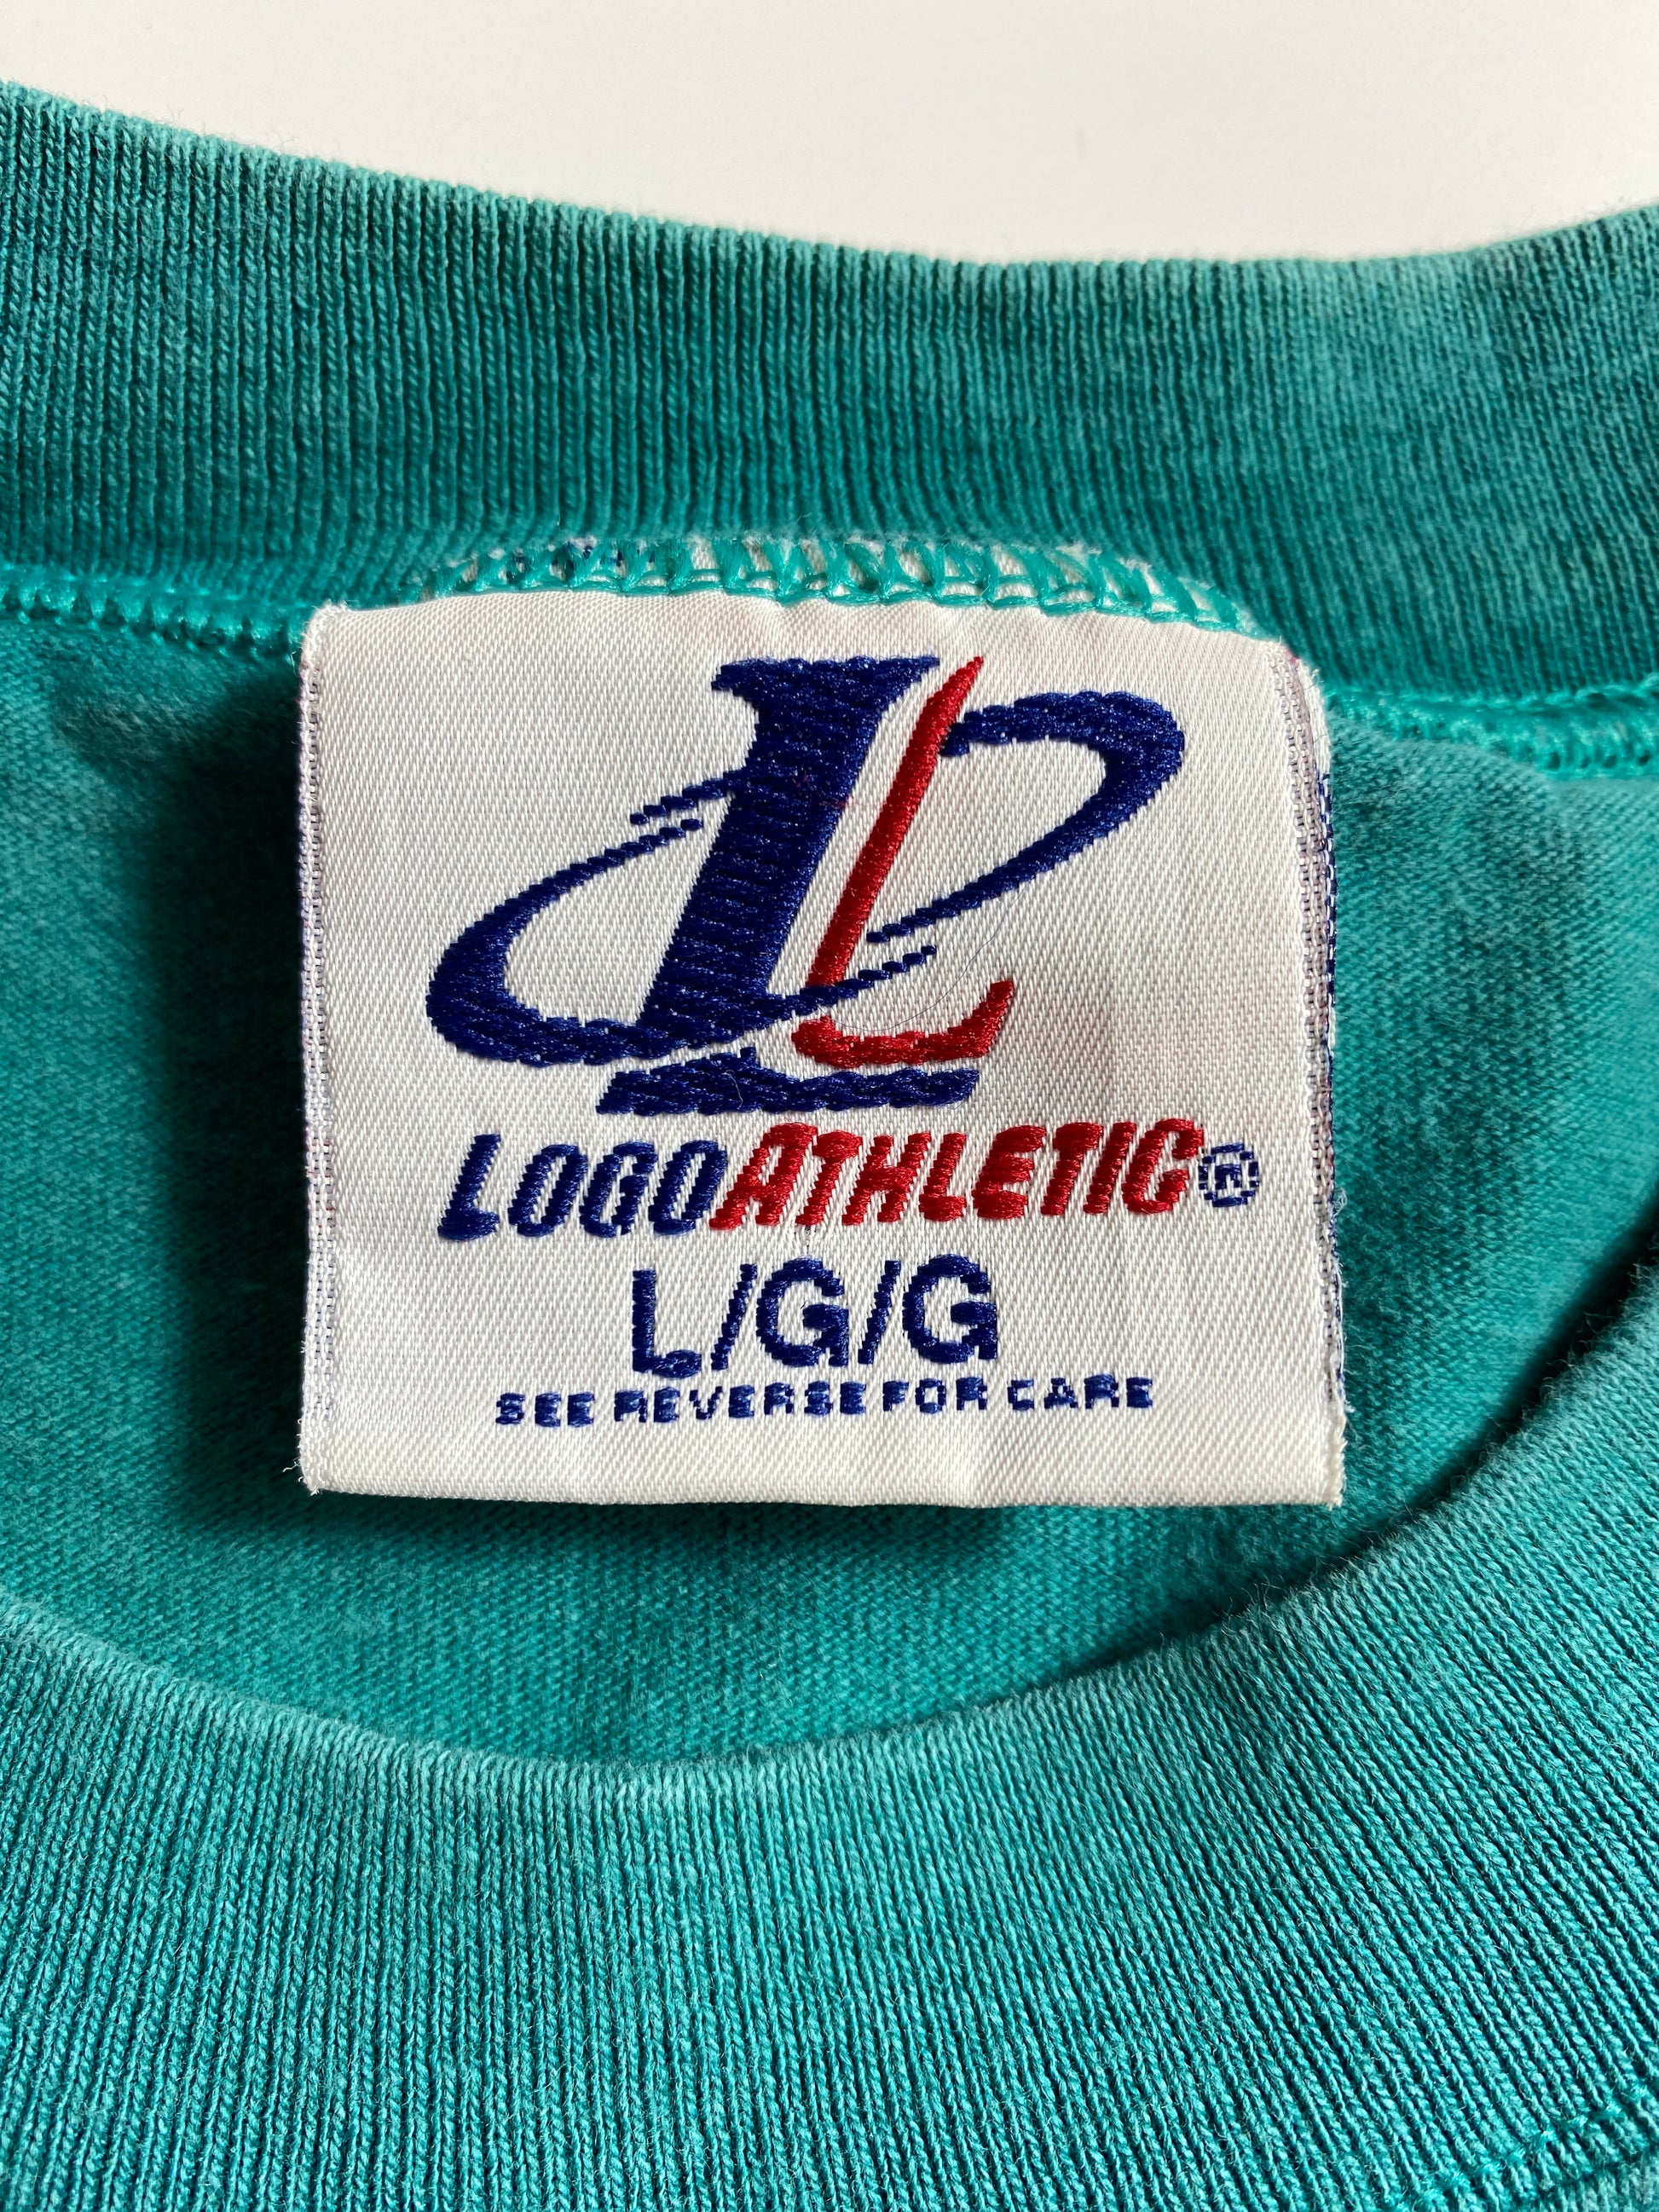 L
LOGOATHLETIC®
L/G/G
SEE REVERSE FOR CARE